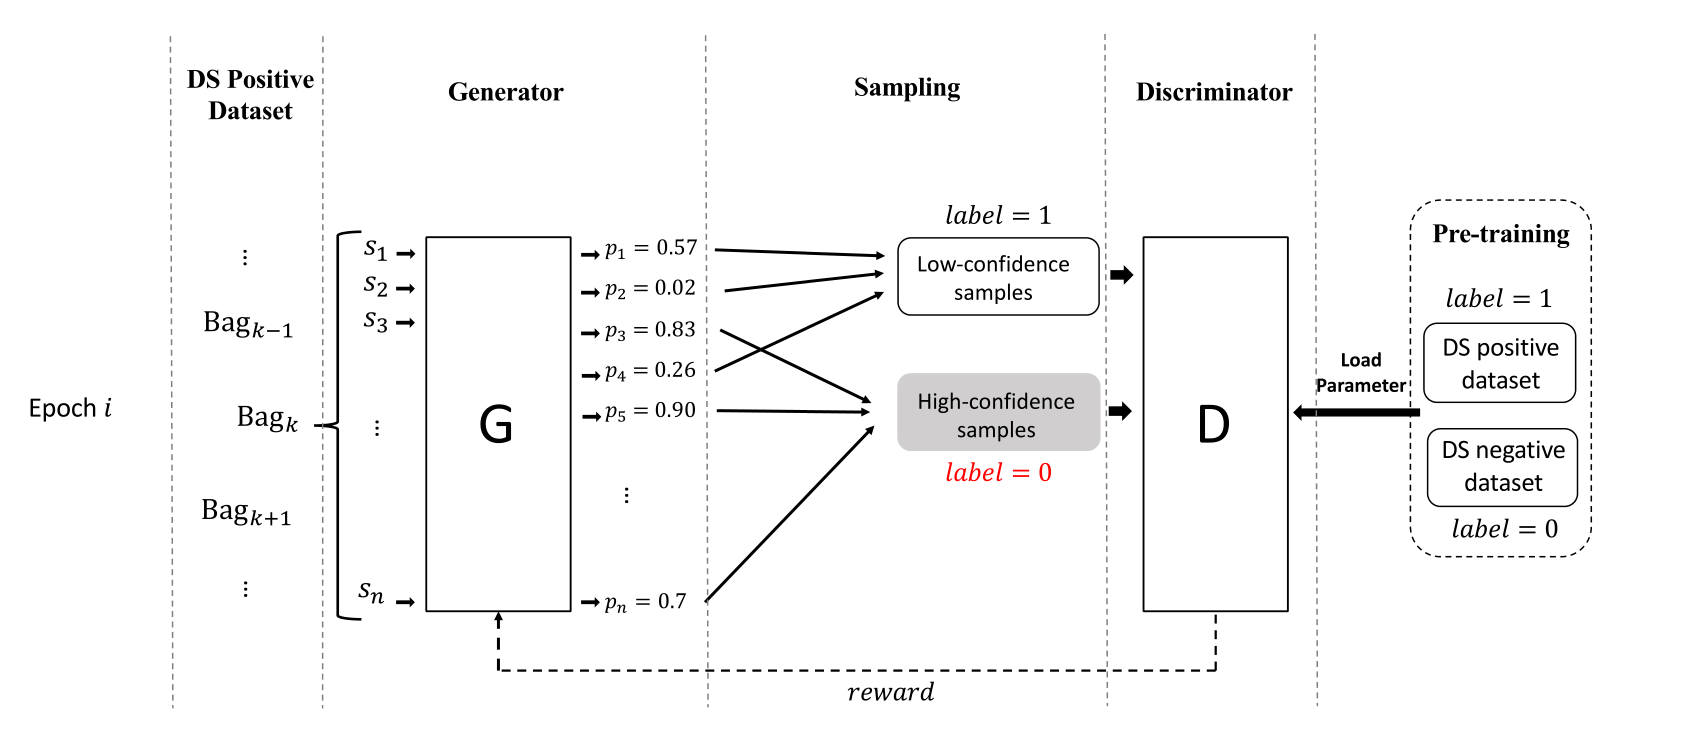 DS Positive
Dataset
Generator
Sampling
Discriminator
Epoch i
⋮
Bagₖ₋₁
Bagₖ
Bagₖ₊₁
⋮
s₁
s₂
s₃
⋮
sₙ
G
p₁ = 0.57
p₂ = 0.02
p₃ = 0.83
p₄ = 0.26
p₅ = 0.90
⋮
pₙ = 0.7
label = 1
Low-confidence
samples
High-confidence
samples
label = 0
D
reward
Load
Parameter
Pre-training
label = 1
DS positive
dataset
DS negative
dataset
label = 0